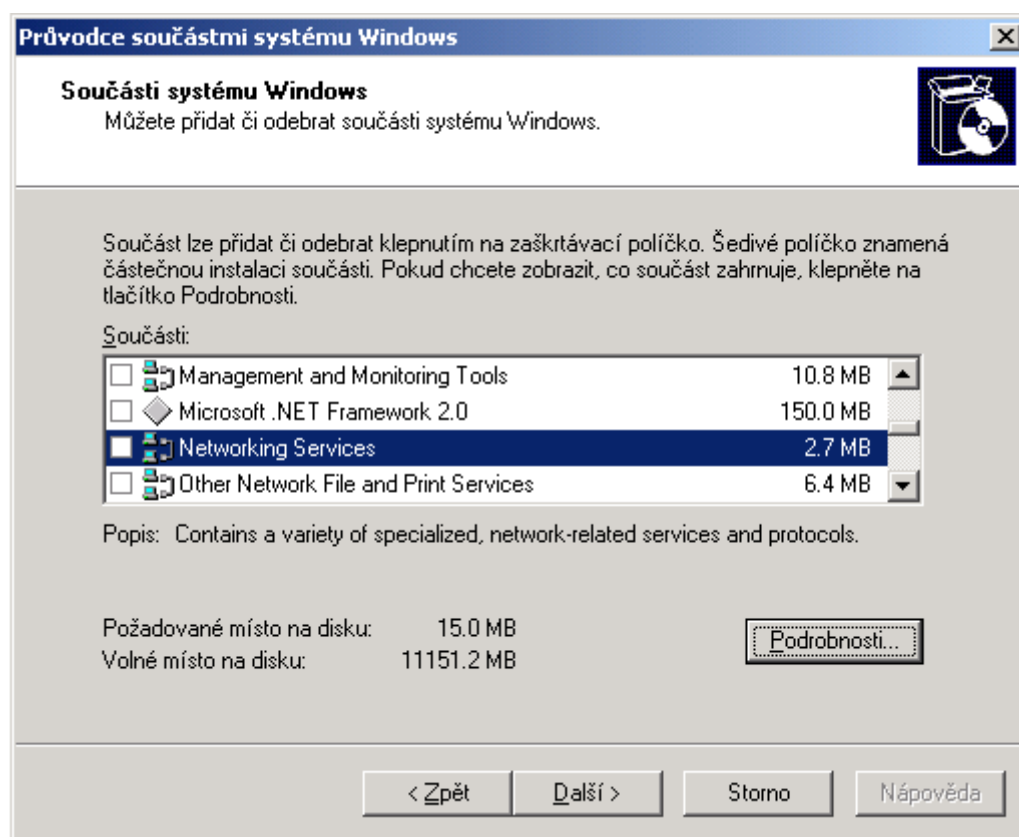 Průvodce součástmi systému Windows
Součásti systému Windows
Můžete přidat či odebrat součásti systému Windows.
Součást lze přidat či odebrat klepnutím na zaškrtávací políčko. Šedivé políčko znamená
částečnou instalaci součásti. Pokud chcete zobrazit, co součást zahrnuje, klepněte na
tlačítko Podrobnosti.
Součásti:
Management and Monitoring Tools 10.8 MB
Microsoft .NET Framework 2.0 150.0 MB
Networking Services 2.7 MB
Other Network File and Print Services 6.4 MB
Popis: Contains a variety of specialized, network-related services and protocols.
Požadované místo na disku: 15.0 MB
Volné místo na disku: 11151.2 MB
Podrobnosti...
< Zpět Další > Storno Nápověda